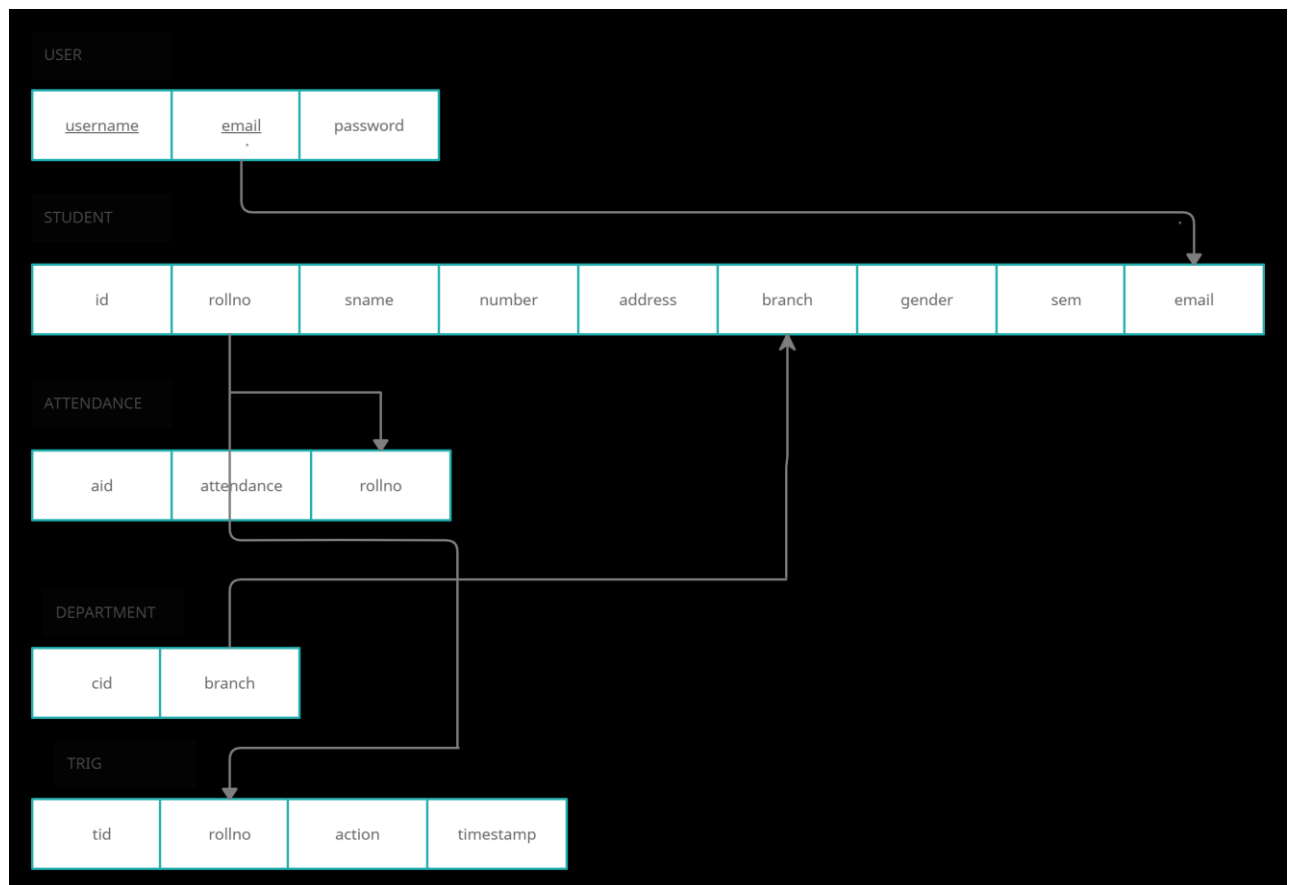 USER
username email password
STUDENT
id rollno sname number address branch gender sem email
ATTENDANCE
aid attendance rollno
DEPARTMENT
cid branch
TRIG
tid rollno action timestamp